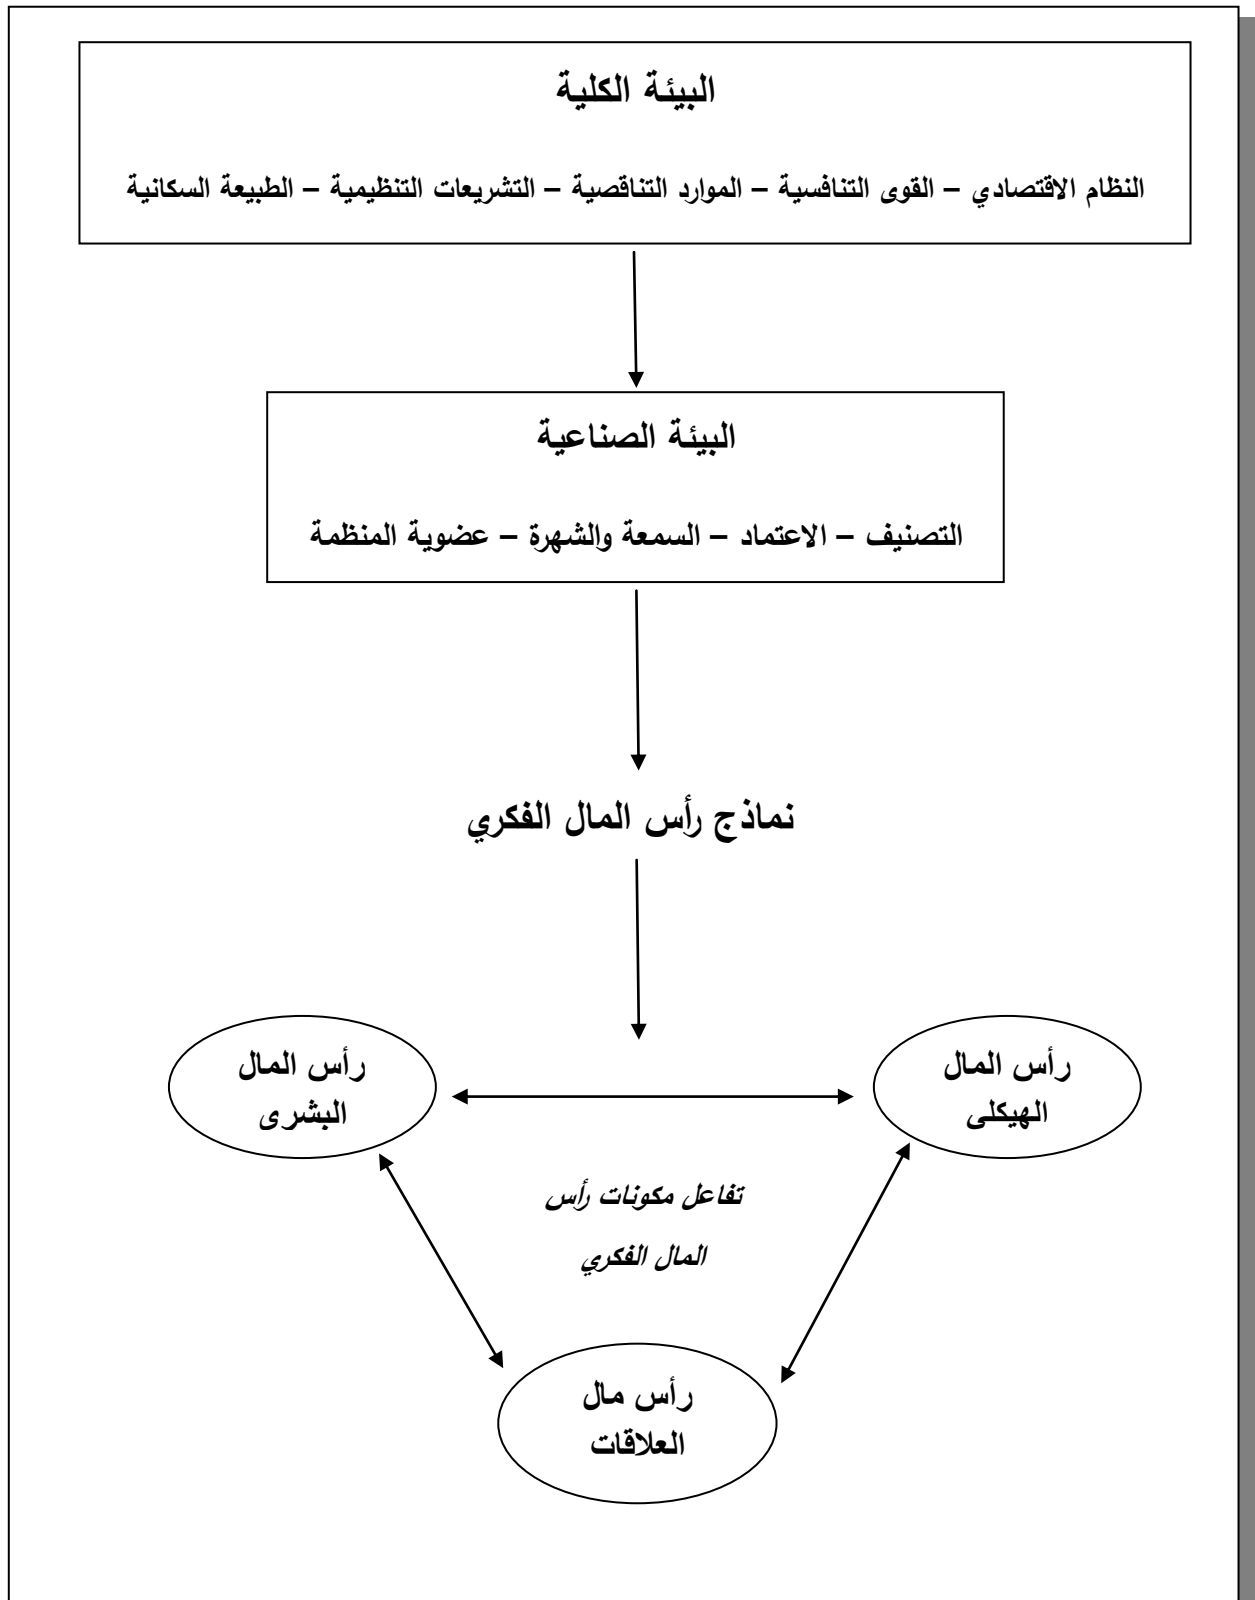 البيئة الكلية
النظام الاقتصادي – القوى التنافسية – الموارد التناقصية – التشريعات التنظيمية – الطبيعة السكانية
البيئة الصناعية
التصنيف – الاعتماد – السمعة والشهرة – عضوية المنظمة
نماذج رأس المال الفكري
رأس المال
الهيكلى
رأس المال
البشرى
تفاعل مكونات رأس
المال الفكري
رأس مال
العلاقات